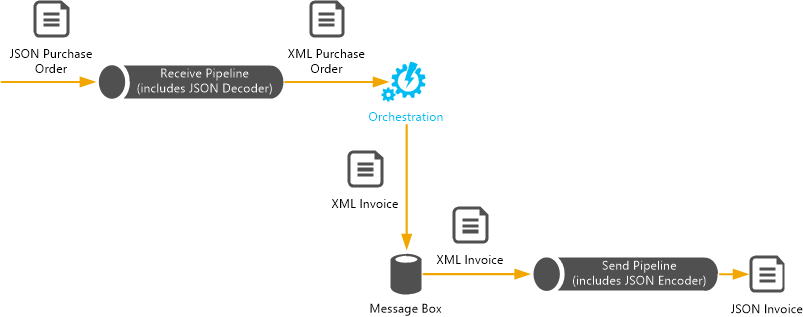 JSON Purchase
Order
XML Purchase
Order
Receive Pipeline
(includes JSON Decoder)
Orchestration
XML Invoice
XML Invoice
Send Pipeline
(includes JSON Encoder)
Message Box
JSON Invoice